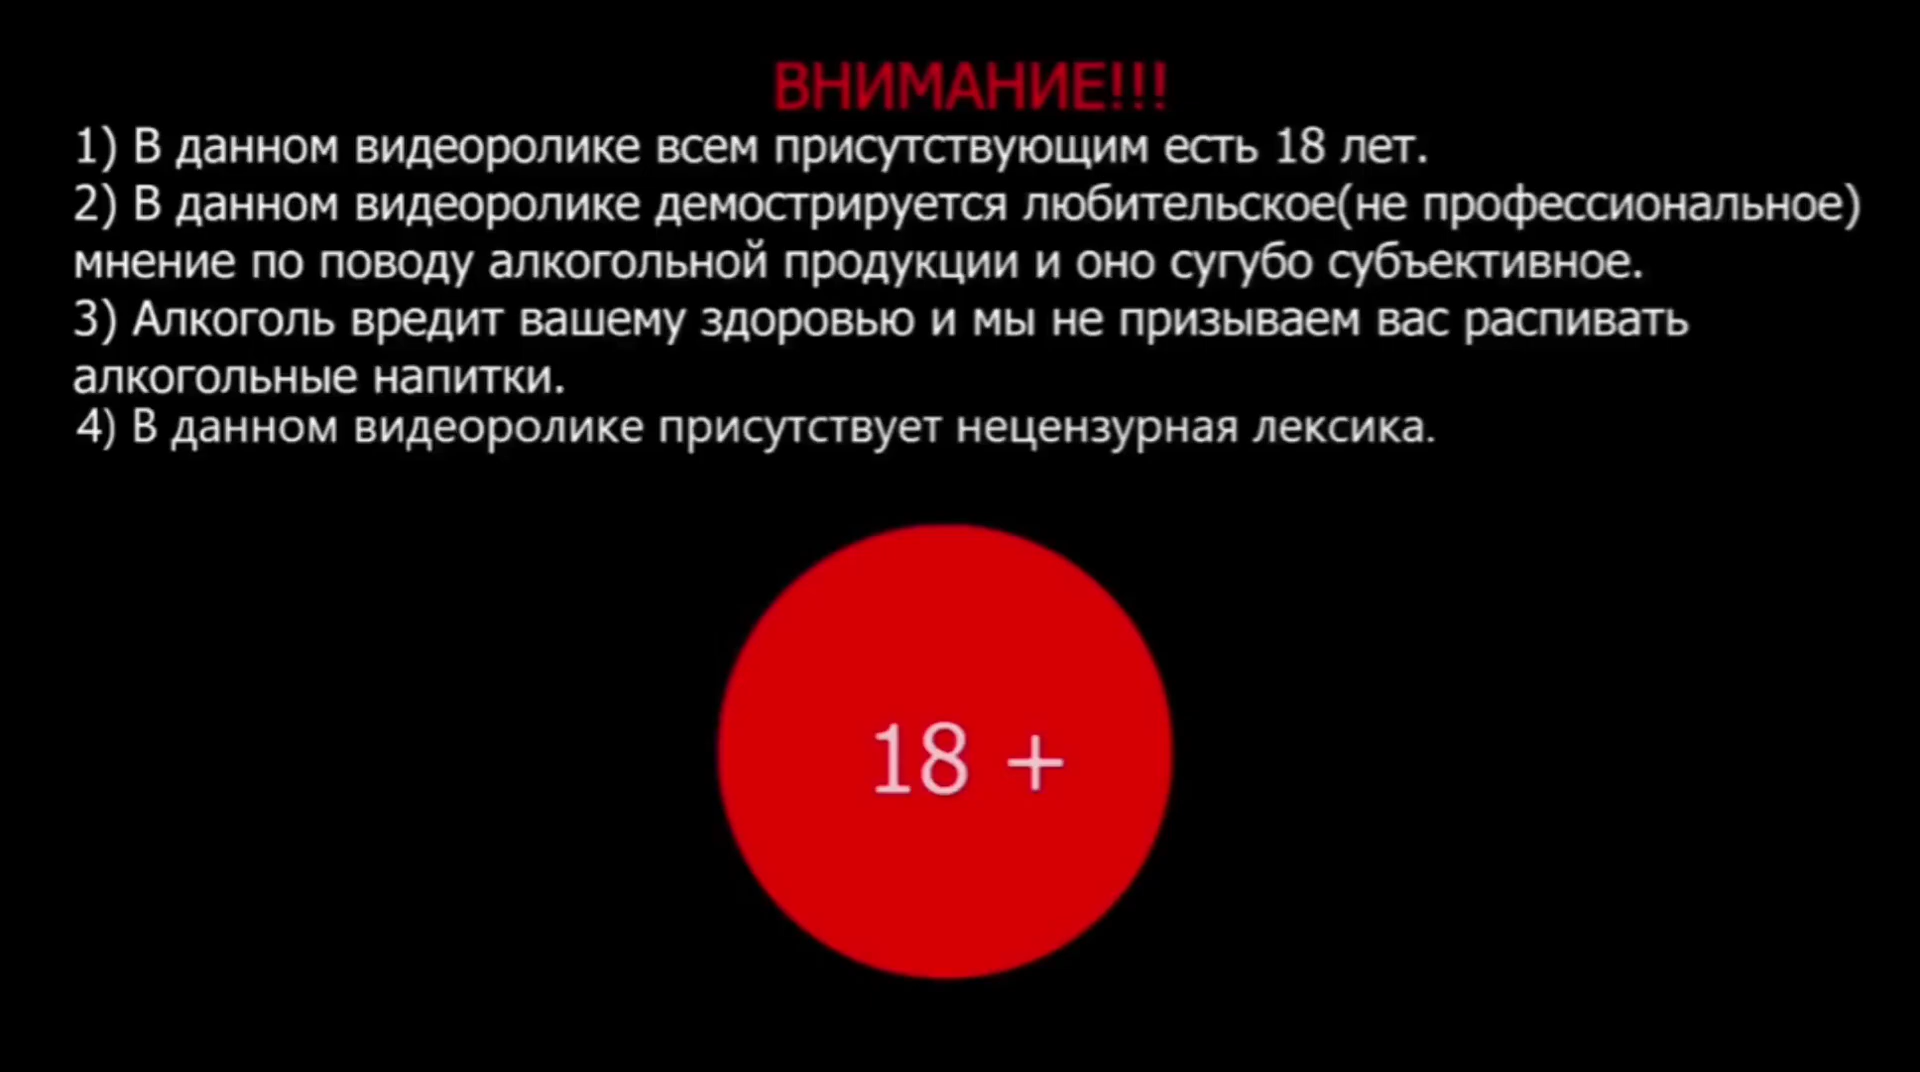 ВНИМАНИЕ!!!
1) В данном видеоролике всем присутствующим есть 18 лет.
2) В данном видеоролике демострируется любительское(не профессиональное)
мнение по поводу алкогольной продукции и оно сугубо субъективное.
3) Алкоголь вредит вашему здоровью и мы не призываем вас распивать
алкогольные напитки.
4) В данном видеоролике присутствует нецензурная лексика.
18 +